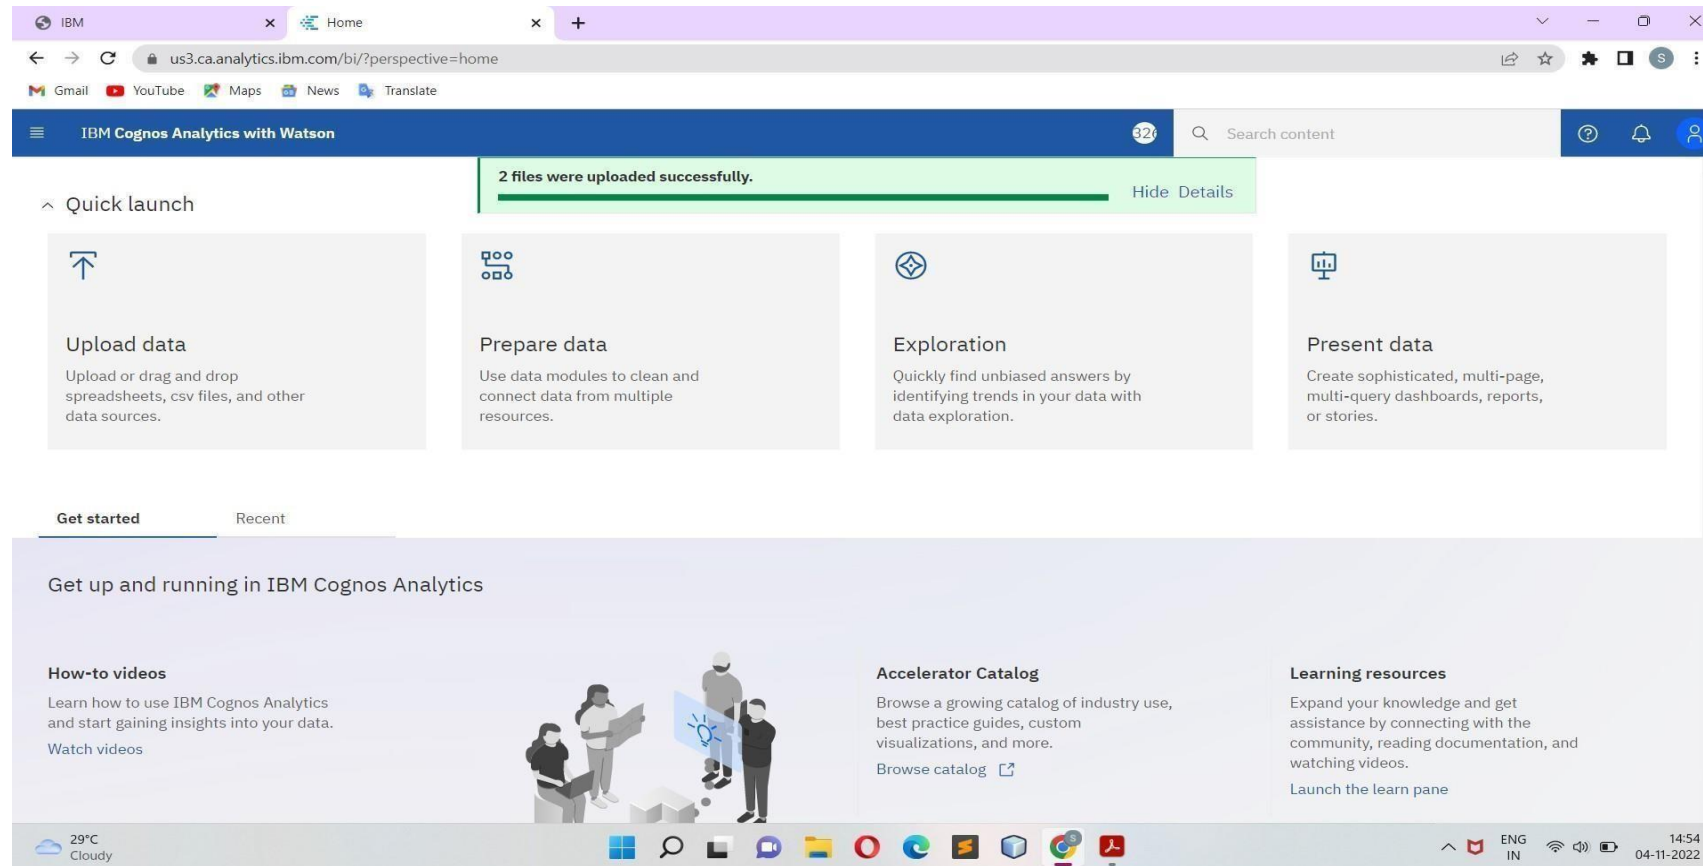 IBM
Home
us3.ca.analytics.ibm.com/bi/?perspective=home
S
Gmail YouTube Maps News Translate
IBM Cognos Analytics with Watson
326
Search content
2 files were uploaded successfully.
Hide Details
Quick launch
Upload data
Upload or drag and drop
spreadsheets, csv files, and other
data sources.
Prepare data
Use data modules to clean and
connect data from multiple
resources.
Exploration
Quickly find unbiased answers by
identifying trends in your data with
data exploration.
Present data
Create sophisticated, multi-page,
multi-query dashboards, reports,
or stories.
Get started Recent
Get up and running in IBM Cognos Analytics
How-to videos
Learn how to use IBM Cognos Analytics
and start gaining insights into your data.
Watch videos
Accelerator Catalog
Browse a growing catalog of industry use,
best practice guides, custom
visualizations, and more.
Browse catalog
Learning resources
Expand your knowledge and get
assistance by connecting with the
community, reading documentation, and
watching videos.
Launch the learn pane
29°C
Cloudy
ENG
IN
14:54
04-11-2022